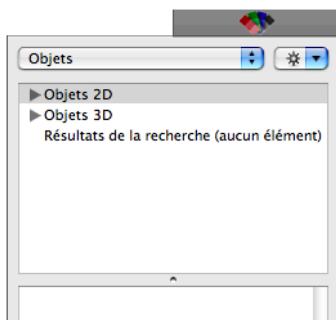 Objets
Objets 2D
Objets 3D
Résultats de la recherche (aucun élément)